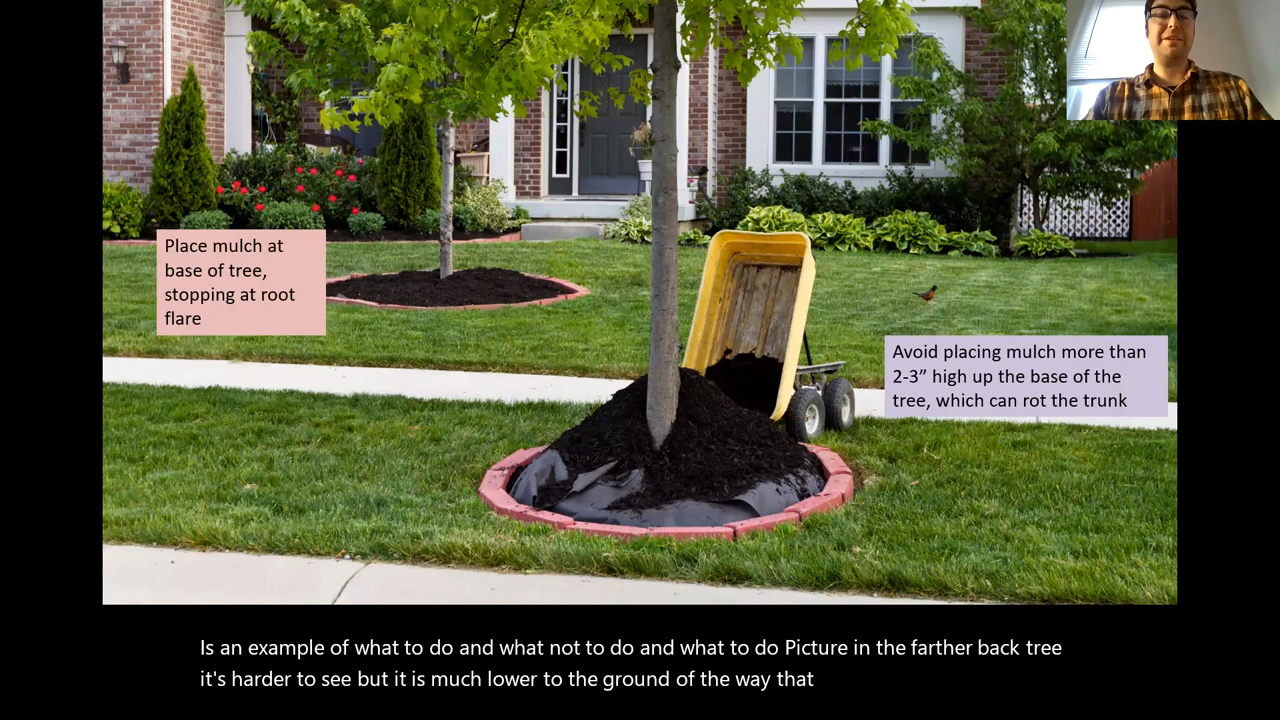 Place mulch at
base of tree,
stopping at root
flare
Avoid placing mulch more than
2-3” high up the base of the
tree, which can rot the trunk
Is an example of what to do and what not to do and what to do Picture in the farther back tree
it's harder to see but it is much lower to the ground of the way that